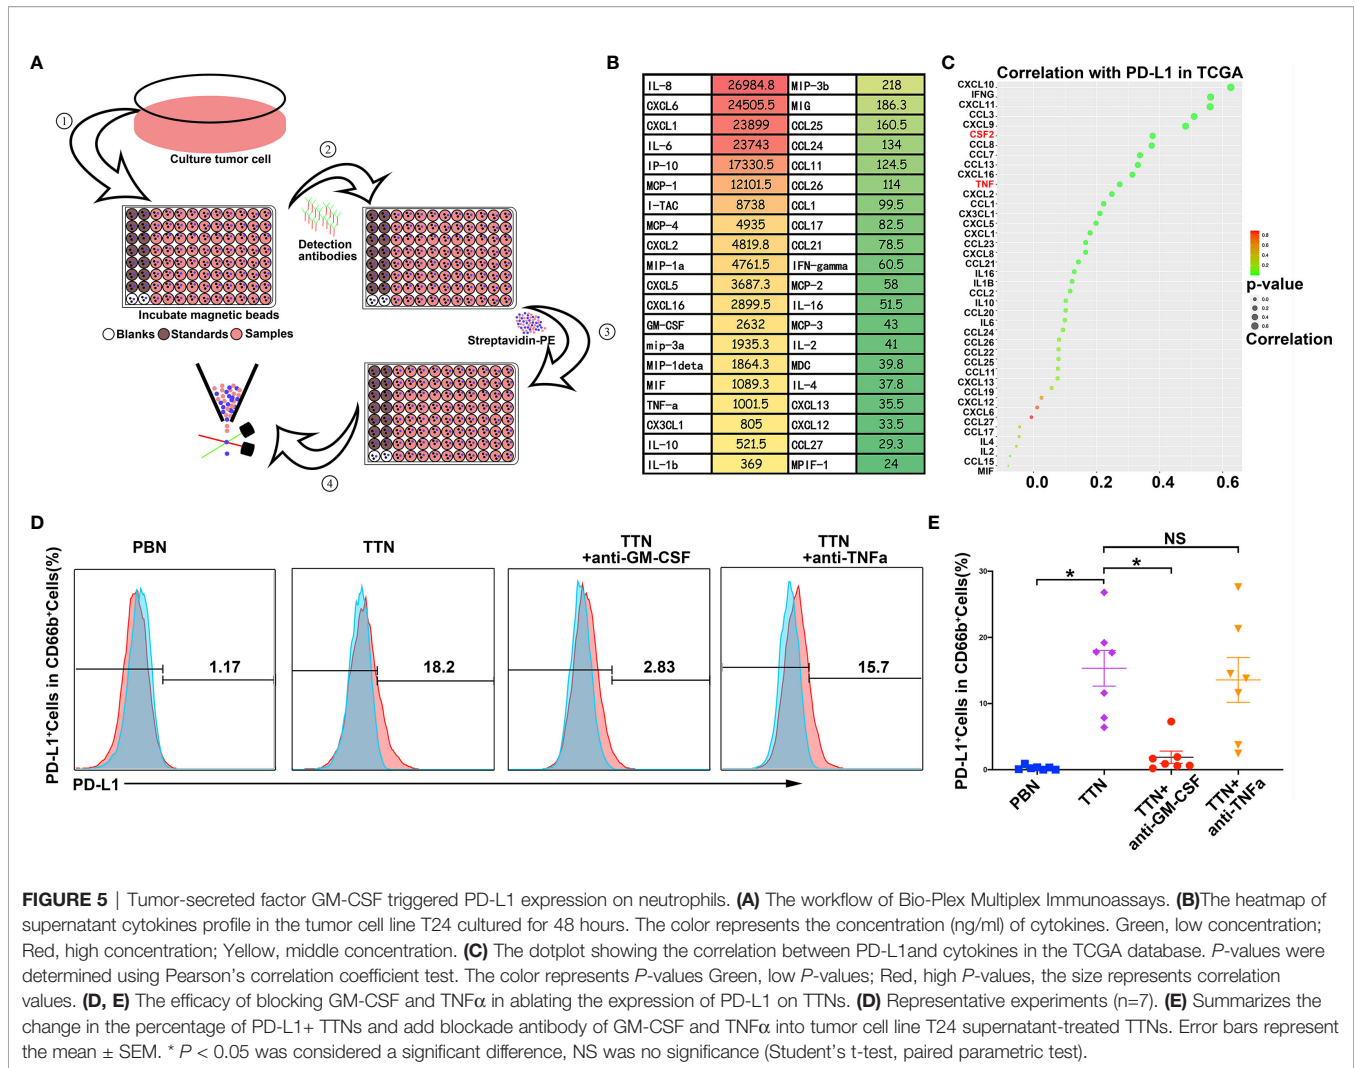 A
①
Culture tumor cell
②
Detection
antibodies
Incubate magnetic beads
Blanks Standards Samples
Streptavidin-PE
③
④
B
IL-8 26984.8 MIP-3b 218
CXCL6 24505.5 MIG 186.3
CXCL1 23899 CCL25 160.5
IL-6 23743 CCL24 134
IP-10 17330.5 CCL11 124.5
MCP-1 12101.5 CCL26 114
I-TAC 8738 CCL1 99.5
MCP-4 4935 CCL17 82.5
CXCL2 4819.8 CCL21 78.5
MIP-1a 4761.5 IFN-gamma 60.5
CXCL5 3687.3 MCP-2 58
CXCL16 2899.5 IL-16 51.5
GM-CSF 2632 MCP-3 43
mip-3a 1935.3 IL-2 41
MIP-1deta 1864.3 MDC 39.8
MIF 1089.3 IL-4 37.8
TNF-a 1001.5 CXCL13 35.5
CX3CL1 805 CXCL12 33.5
IL-10 521.5 CCL27 29.3
IL-1b 369 MPIF-1 24
C
Correlation with PD-L1 in TCGA
CXCL10
IFNG
CXCL11
CCL3
CXCL9
CSF2
CCL8
CCL7
CCL13
CXCL16
TNF
CXCL2
CCL1
CX3CL1
CXCL5
CXCL1
CCL23
CXCL8
CCL21
IL16
IL1B
CCL2
IL10
CCL20
IL6
CCL24
CCL26
CCL22
CCL25
CCL11
CXCL13
CCL19
CXCL12
CXCL6
CCL27
CCL17
IL4
IL2
CCL15
MIF
0.0 0.2 0.4 0.6
0.8
0.6
0.4
0.2
p-value
0.0
0.2
0.4
0.6
Correlation
D
PD-L1⁺Cells in CD66b⁺Cells(%)
PBN
1.17
TTN
18.2
TTN
+anti-GM-CSF
2.83
TTN
+anti-TNFa
15.7
PD-L1
E
PD-L1⁺Cells in CD66b⁺Cells(%)
30
20
10
0
* * NS
PBN
TTN
TTN+
anti-GM-CSF
TTN+
anti-TNFa
FIGURE 5 | Tumor-secreted factor GM-CSF triggered PD-L1 expression on neutrophils. (A) The workflow of Bio-Plex Multiplex Immunoassays. (B)The heatmap of
supernatant cytokines profile in the tumor cell line T24 cultured for 48 hours. The color represents the concentration (ng/ml) of cytokines. Green, low concentration;
Red, high concentration; Yellow, middle concentration. (C) The dotplot showing the correlation between PD-L1and cytokines in the TCGA database. P-values were
determined using Pearson's correlation coefficient test. The color represents P-values Green, low P-values; Red, high P-values, the size represents correlation
values. (D, E) The efficacy of blocking GM-CSF and TNFα in ablating the expression of PD-L1 on TTNs. (D) Representative experiments (n=7). (E) Summarizes the
change in the percentage of PD-L1+ TTNs and add blockade antibody of GM-CSF and TNFα into tumor cell line T24 supernatant-treated TTNs. Error bars represent
the mean ± SEM. * P < 0.05 was considered a significant difference, NS was no significance (Student's t-test, paired parametric test).